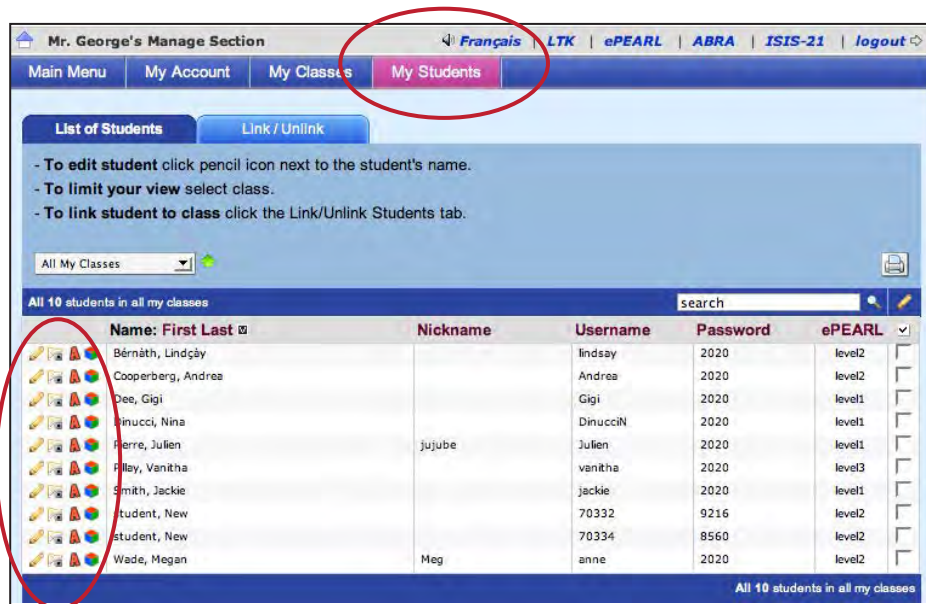 Mr. George's Manage Section Français | LTK | ePEARL | ABRA | ISIS-21 | logout
Main Menu My Account My Classes My Students
List of Students Link / Unlink
- To edit student click pencil icon next to the student's name.
- To limit your view select class.
- To link student to class click the Link/Unlink Students tab.
All My Classes
All 10 students in all my classes search
Name: First Last Nickname Username Password ePEARL
Bérnàth, Lindçày lindsay 2020 level2
Cooperberg, Andrea Andrea 2020 level2
Dee, Gigi Gigi 2020 level1
Dinucci, Nina DinucciN 2020 level1
Pierre, Julien jujube Julien 2020 level1
Pillay, Vanitha vanitha 2020 level3
Smith, Jackie jackie 2020 level1
student, New 70332 9216 level2
student, New 70334 8560 level2
Wade, Megan Meg anne 2020 level2
All 10 students in all my classes